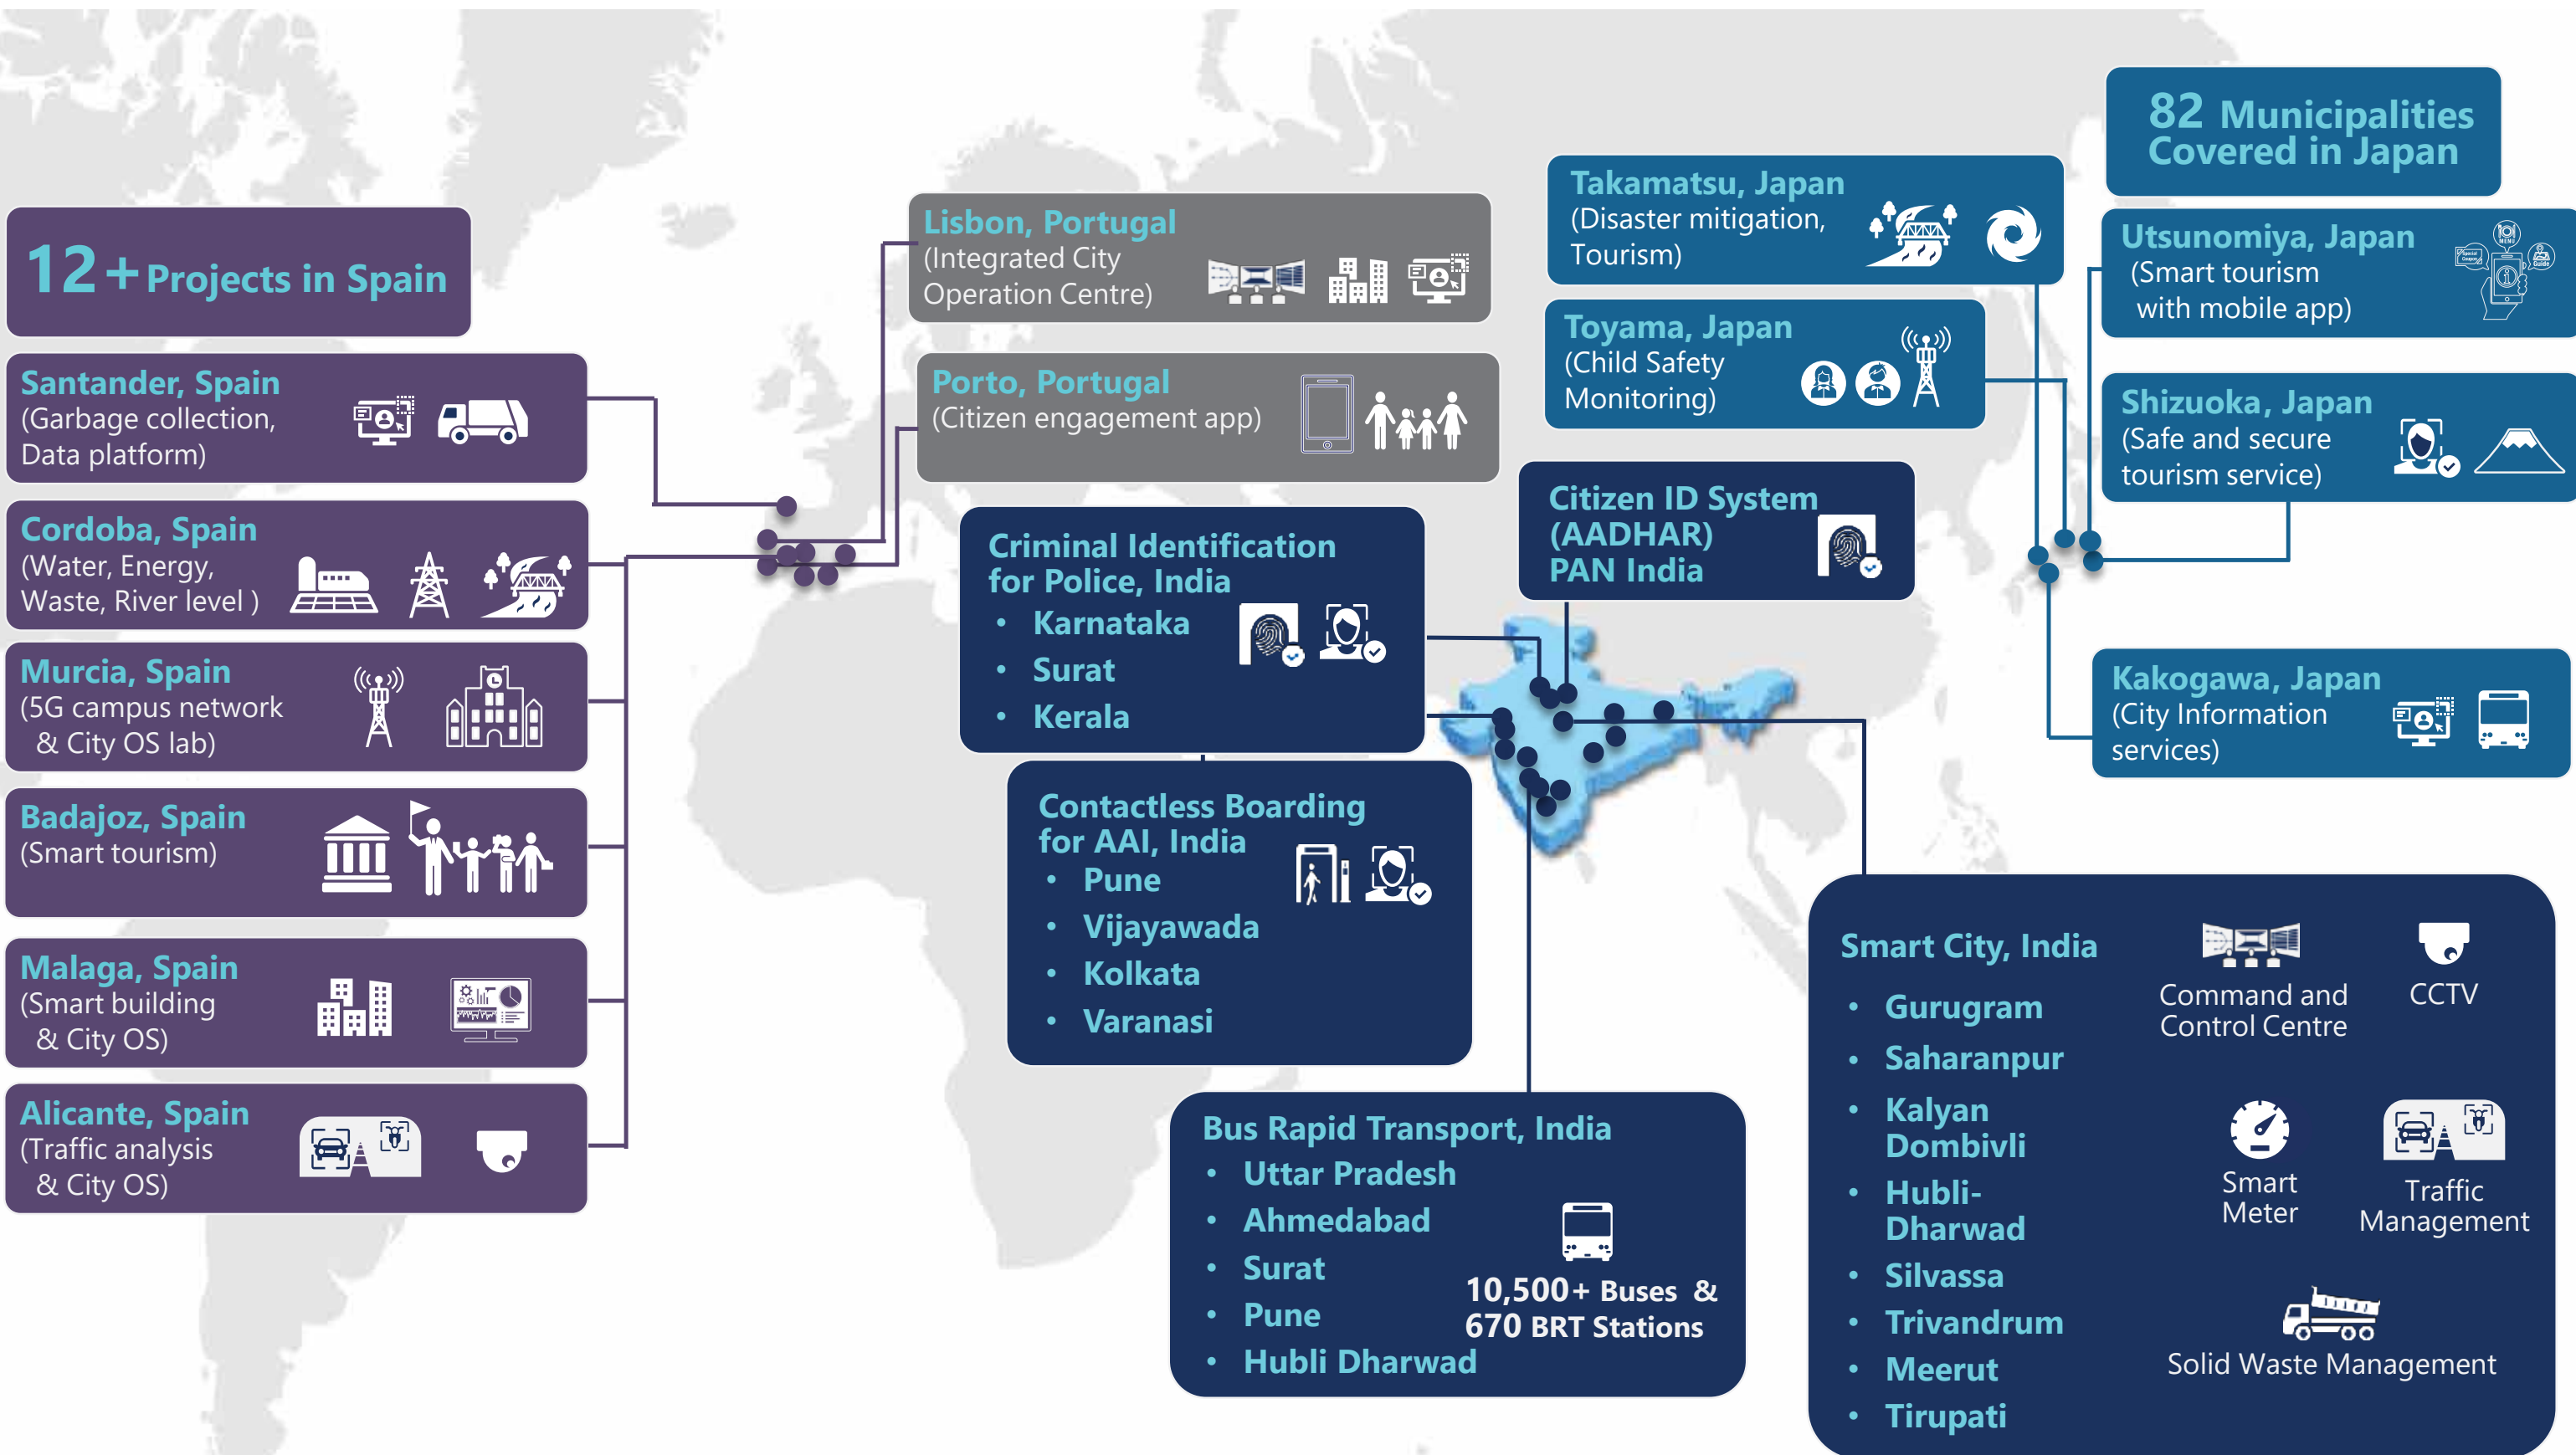 12+ Projects in Spain
Santander, Spain
(Garbage collection,
Data platform)
Cordoba, Spain
(Water, Energy,
Waste, River level )
Murcia, Spain
(5G campus network
& City OS lab)
Badajoz, Spain
(Smart tourism)
Malaga, Spain
(Smart building
& City OS)
Alicante, Spain
(Traffic analysis
& City OS)
Lisbon, Portugal
(Integrated City
Operation Centre)
Porto, Portugal
(Citizen engagement app)
Criminal Identification
for Police, India
• Karnataka
• Surat
• Kerala
Contactless Boarding
for AAI, India
• Pune
• Vijayawada
• Kolkata
• Varanasi
Citizen ID System
(AADHAR)
PAN India
Bus Rapid Transport, India
• Uttar Pradesh
• Ahmedabad
• Surat
• Pune
• Hubli Dharwad
10,500+ Buses &
670 BRT Stations
Takamatsu, Japan
(Disaster mitigation,
Tourism)
Toyama, Japan
(Child Safety
Monitoring)
82 Municipalities
Covered in Japan
Utsunomiya, Japan
(Smart tourism
with mobile app)
MENU
Special
Coupon
Guide
Shizuoka, Japan
(Safe and secure
tourism service)
Kakogawa, Japan
(City Information
services)
Smart City, India
• Gurugram
• Saharanpur
• Kalyan
Dombivli
• Hubli-
Dharwad
• Silvassa
• Trivandrum
• Meerut
• Tirupati
Command and
Control Centre
CCTV
Smart
Meter
Traffic
Management
Solid Waste Management